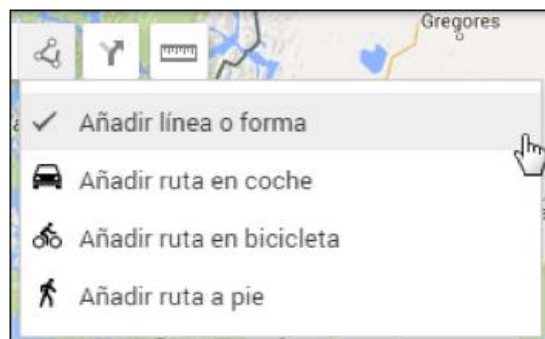 Gregores
Añadir línea o forma
Añadir ruta en coche
Añadir ruta en bicicleta
Añadir ruta a pie